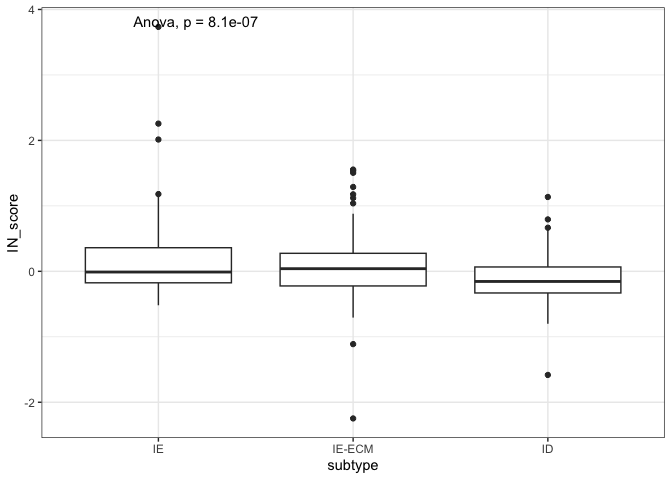 Anova, p = 8.1e-07
4
2
0
-2
IN_score
IE
IE-ECM
ID
subtype